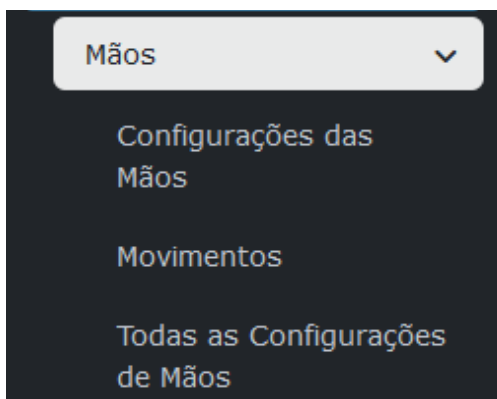 Mãos
Configurações das
Mãos
Movimentos
Todas as Configurações
de Mãos